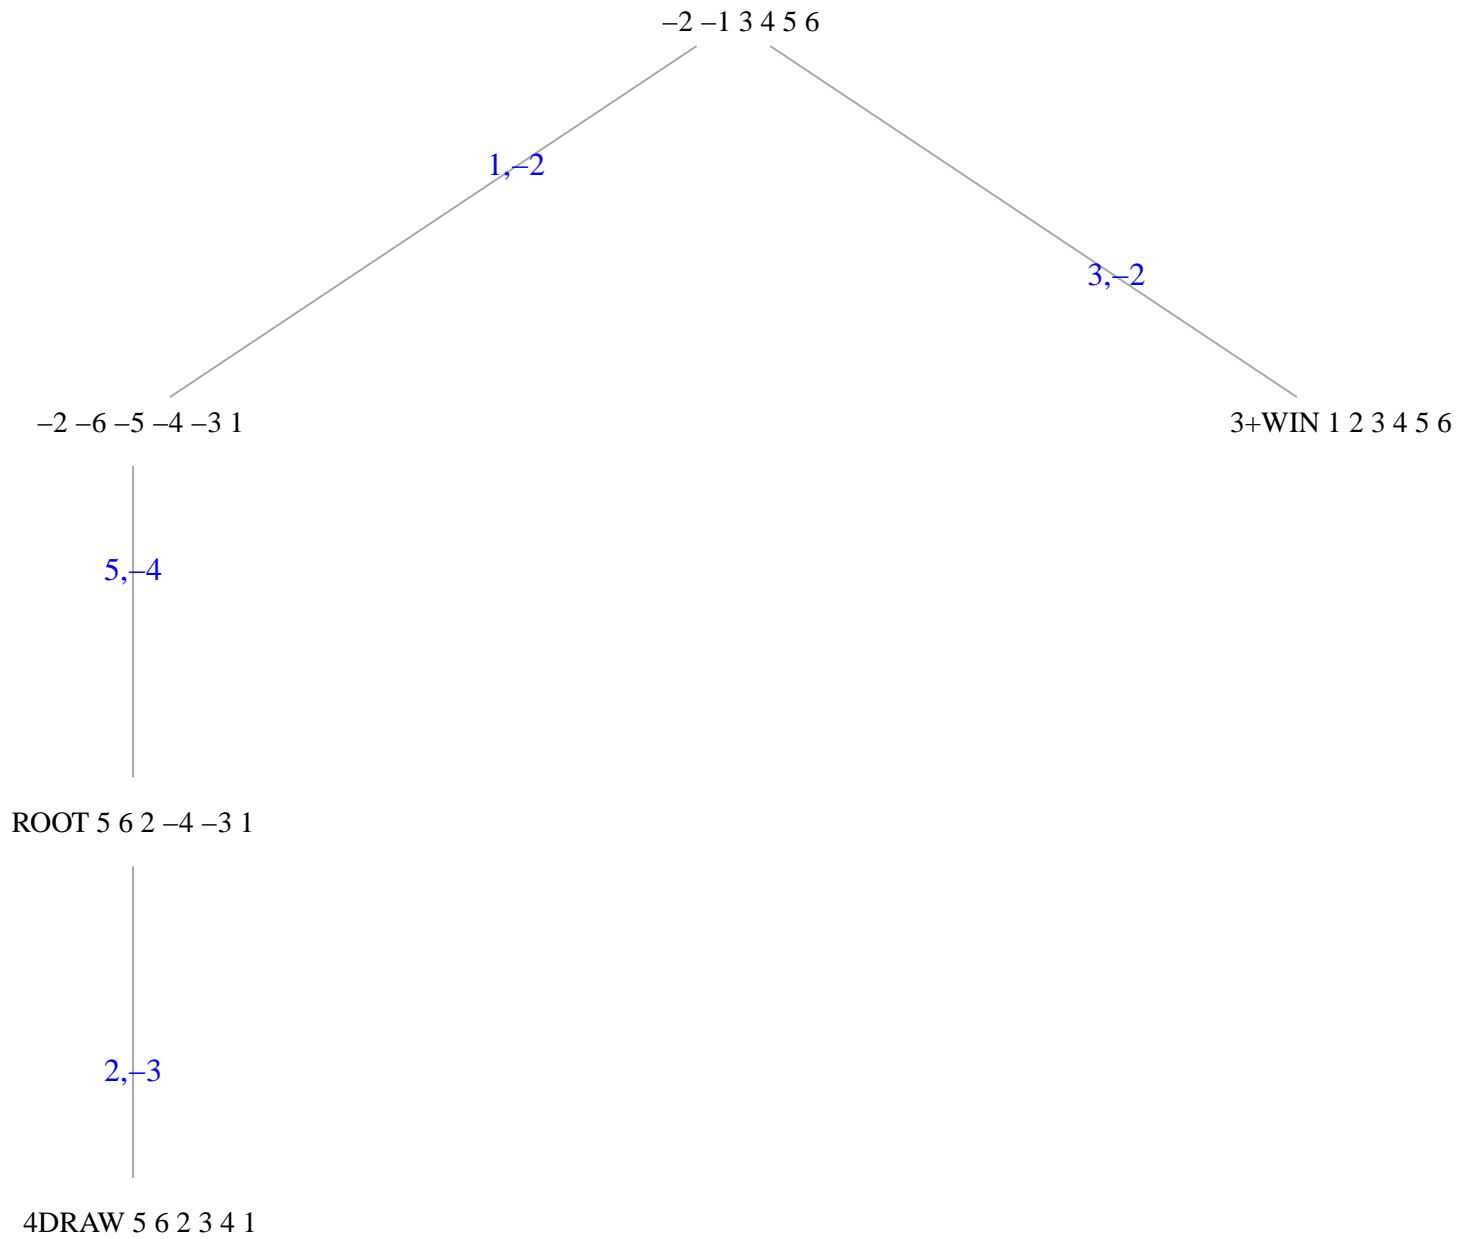 –2 –1 3 4 5 6
1,–2
3,–2
–2 –6 –5 –4 –3 1
3+WIN 1 2 3 4 5 6
5,–4
ROOT 5 6 2 –4 –3 1
2,–3
4DRAW 5 6 2 3 4 1